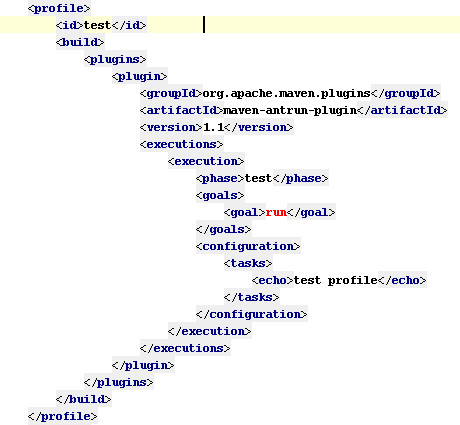 <profile>
<id>test</id>
<build>
<plugins>
<plugin>
<groupId>org.apache.maven.plugins</groupId>
<artifactId>maven-antrun-plugin</artifactId>
<version>1.1</version>
<executions>
<execution>
<phase>test</phase>
<goals>
<goal>run</goal>
</goals>
<configuration>
<tasks>
<echo>test profile</echo>
</tasks>
</configuration>
</execution>
</executions>
</plugin>
</plugins>
</build>
</profile>